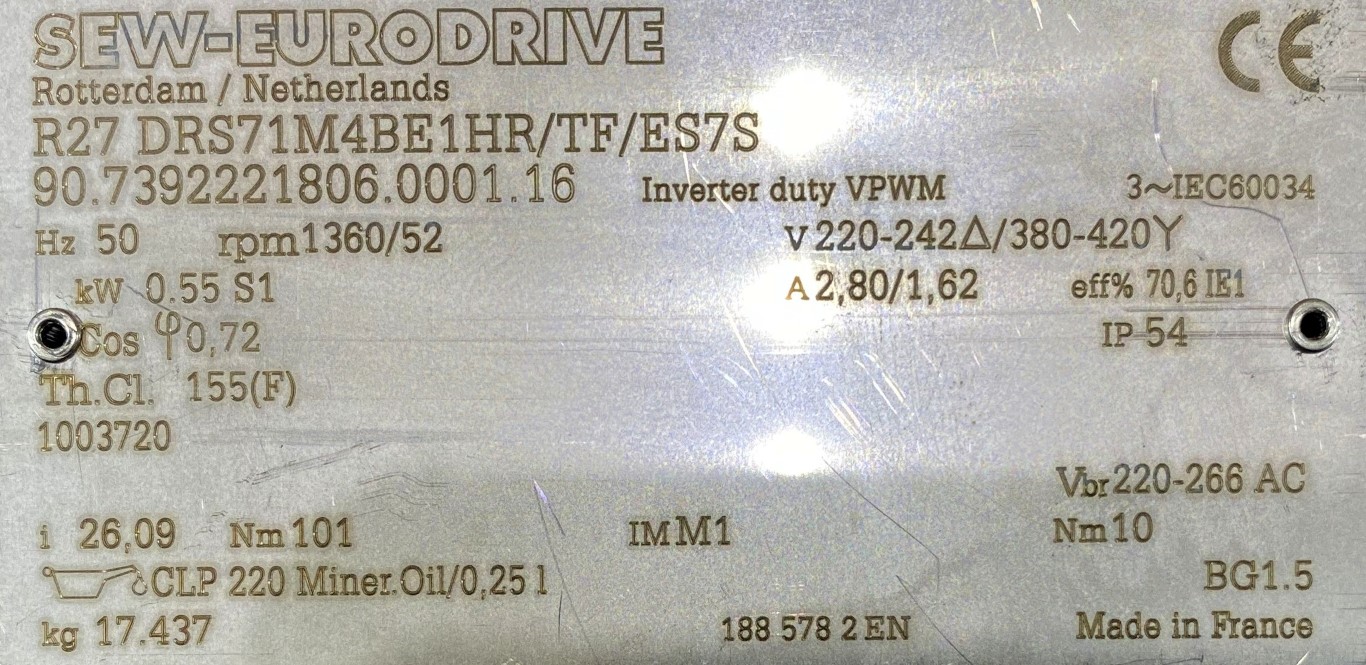 SEW-EURODRIVE CE
Rotterdam / Netherlands
R27 DRS71M4BE1HR/TF/ES7S
90.7392221806.0001.16 Inverter duty VPWM 3~IEC60034
Hz 50 rpm 1360/52 V 220-242Δ/380-420Y
kW 0.55 S1 A 2,80/1,62 eff% 70,6 IE1
Cos φ 0,72 IP 54
Th.Cl. 155(F)
1003720
Vbr 220-266 AC
i 26,09 Nm 101 IM M1 Nm 10
CLP 220 Miner.Oil/0,25 l BG1.5
kg 17.437 188 578 2 EN Made in France